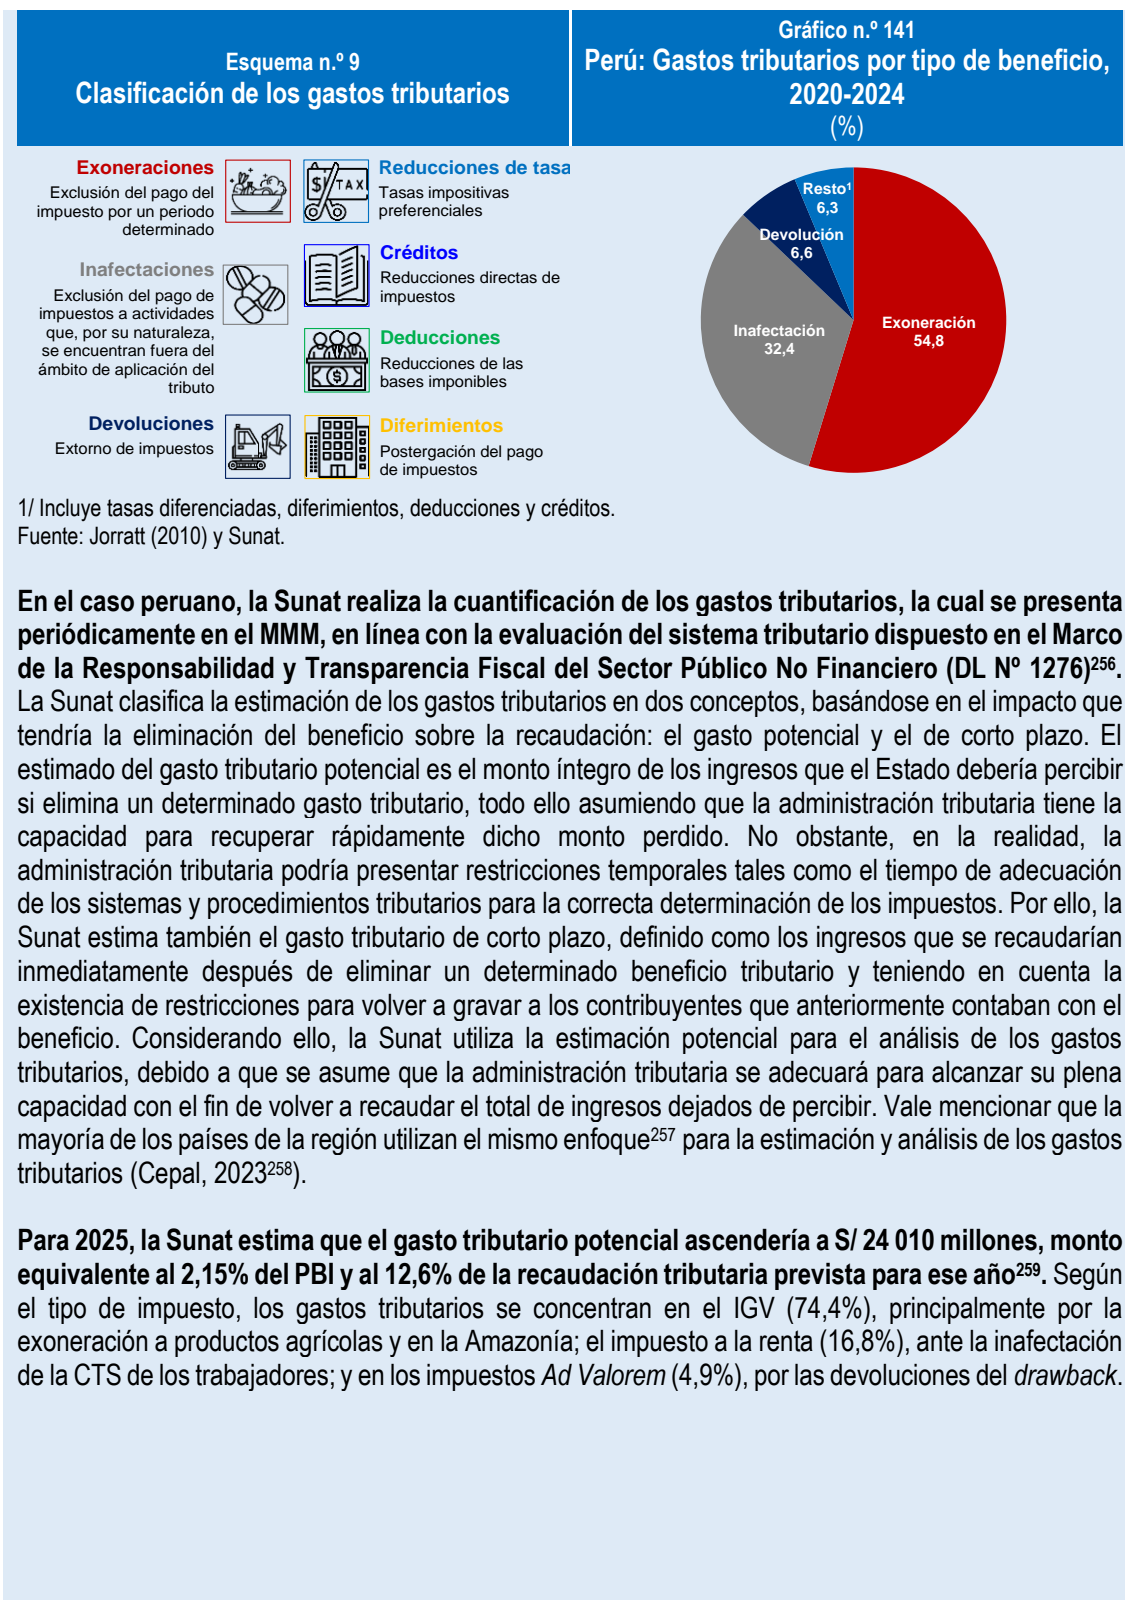 Esquema n.º 9
Clasificación de los gastos tributarios
Gráfico n.º 141
Perú: Gastos tributarios por tipo de beneficio,
2020-2024
(%)
Exoneraciones
Exclusión del pago del
impuesto por un periodo
determinado
Inafectaciones
Exclusión del pago de
impuestos a actividades
que, por su naturaleza,
se encuentran fuera del
ámbito de aplicación del
tributo
Devoluciones
Extorno de impuestos
$ TAX
Reducciones de tasa
Tasas impositivas
preferenciales
Créditos
Reducciones directas de
impuestos
Deducciones
Reducciones de las
bases imponibles
$
Diferimientos
Postergación del pago
de impuestos
Resto¹
6,3
Devolución
6,6
Inafectación
32,4
Exoneración
54,8
1/ Incluye tasas diferenciadas, diferimientos, deducciones y créditos.
Fuente: Jorratt (2010) y Sunat.
En el caso peruano, la Sunat realiza la cuantificación de los gastos tributarios, la cual se presenta
periódicamente en el MMM, en línea con la evaluación del sistema tributario dispuesto en el Marco
de la Responsabilidad y Transparencia Fiscal del Sector Público No Financiero (DL Nº 1276)²⁵⁶.
La Sunat clasifica la estimación de los gastos tributarios en dos conceptos, basándose en el impacto que
tendría la eliminación del beneficio sobre la recaudación: el gasto potencial y el de corto plazo. El
estimado del gasto tributario potencial es el monto íntegro de los ingresos que el Estado debería percibir
si elimina un determinado gasto tributario, todo ello asumiendo que la administración tributaria tiene la
capacidad para recuperar rápidamente dicho monto perdido. No obstante, en la realidad, la
administración tributaria podría presentar restricciones temporales tales como el tiempo de adecuación
de los sistemas y procedimientos tributarios para la correcta determinación de los impuestos. Por ello, la
Sunat estima también el gasto tributario de corto plazo, definido como los ingresos que se recaudarían
inmediatamente después de eliminar un determinado beneficio tributario y teniendo en cuenta la
existencia de restricciones para volver a gravar a los contribuyentes que anteriormente contaban con el
beneficio. Considerando ello, la Sunat utiliza la estimación potencial para el análisis de los gastos
tributarios, debido a que se asume que la administración tributaria se adecuará para alcanzar su plena
capacidad con el fin de volver a recaudar el total de ingresos dejados de percibir. Vale mencionar que la
mayoría de los países de la región utilizan el mismo enfoque²⁵⁷ para la estimación y análisis de los gastos
tributarios (Cepal, 2023²⁵⁸).
Para 2025, la Sunat estima que el gasto tributario potencial ascendería a S/ 24 010 millones, monto
equivalente al 2,15% del PBI y al 12,6% de la recaudación tributaria prevista para ese año²⁵⁹. Según
el tipo de impuesto, los gastos tributarios se concentran en el IGV (74,4%), principalmente por la
exoneración a productos agrícolas y en la Amazonía; el impuesto a la renta (16,8%), ante la inafectación
de la CTS de los trabajadores; y en los impuestos Ad Valorem (4,9%), por las devoluciones del drawback.